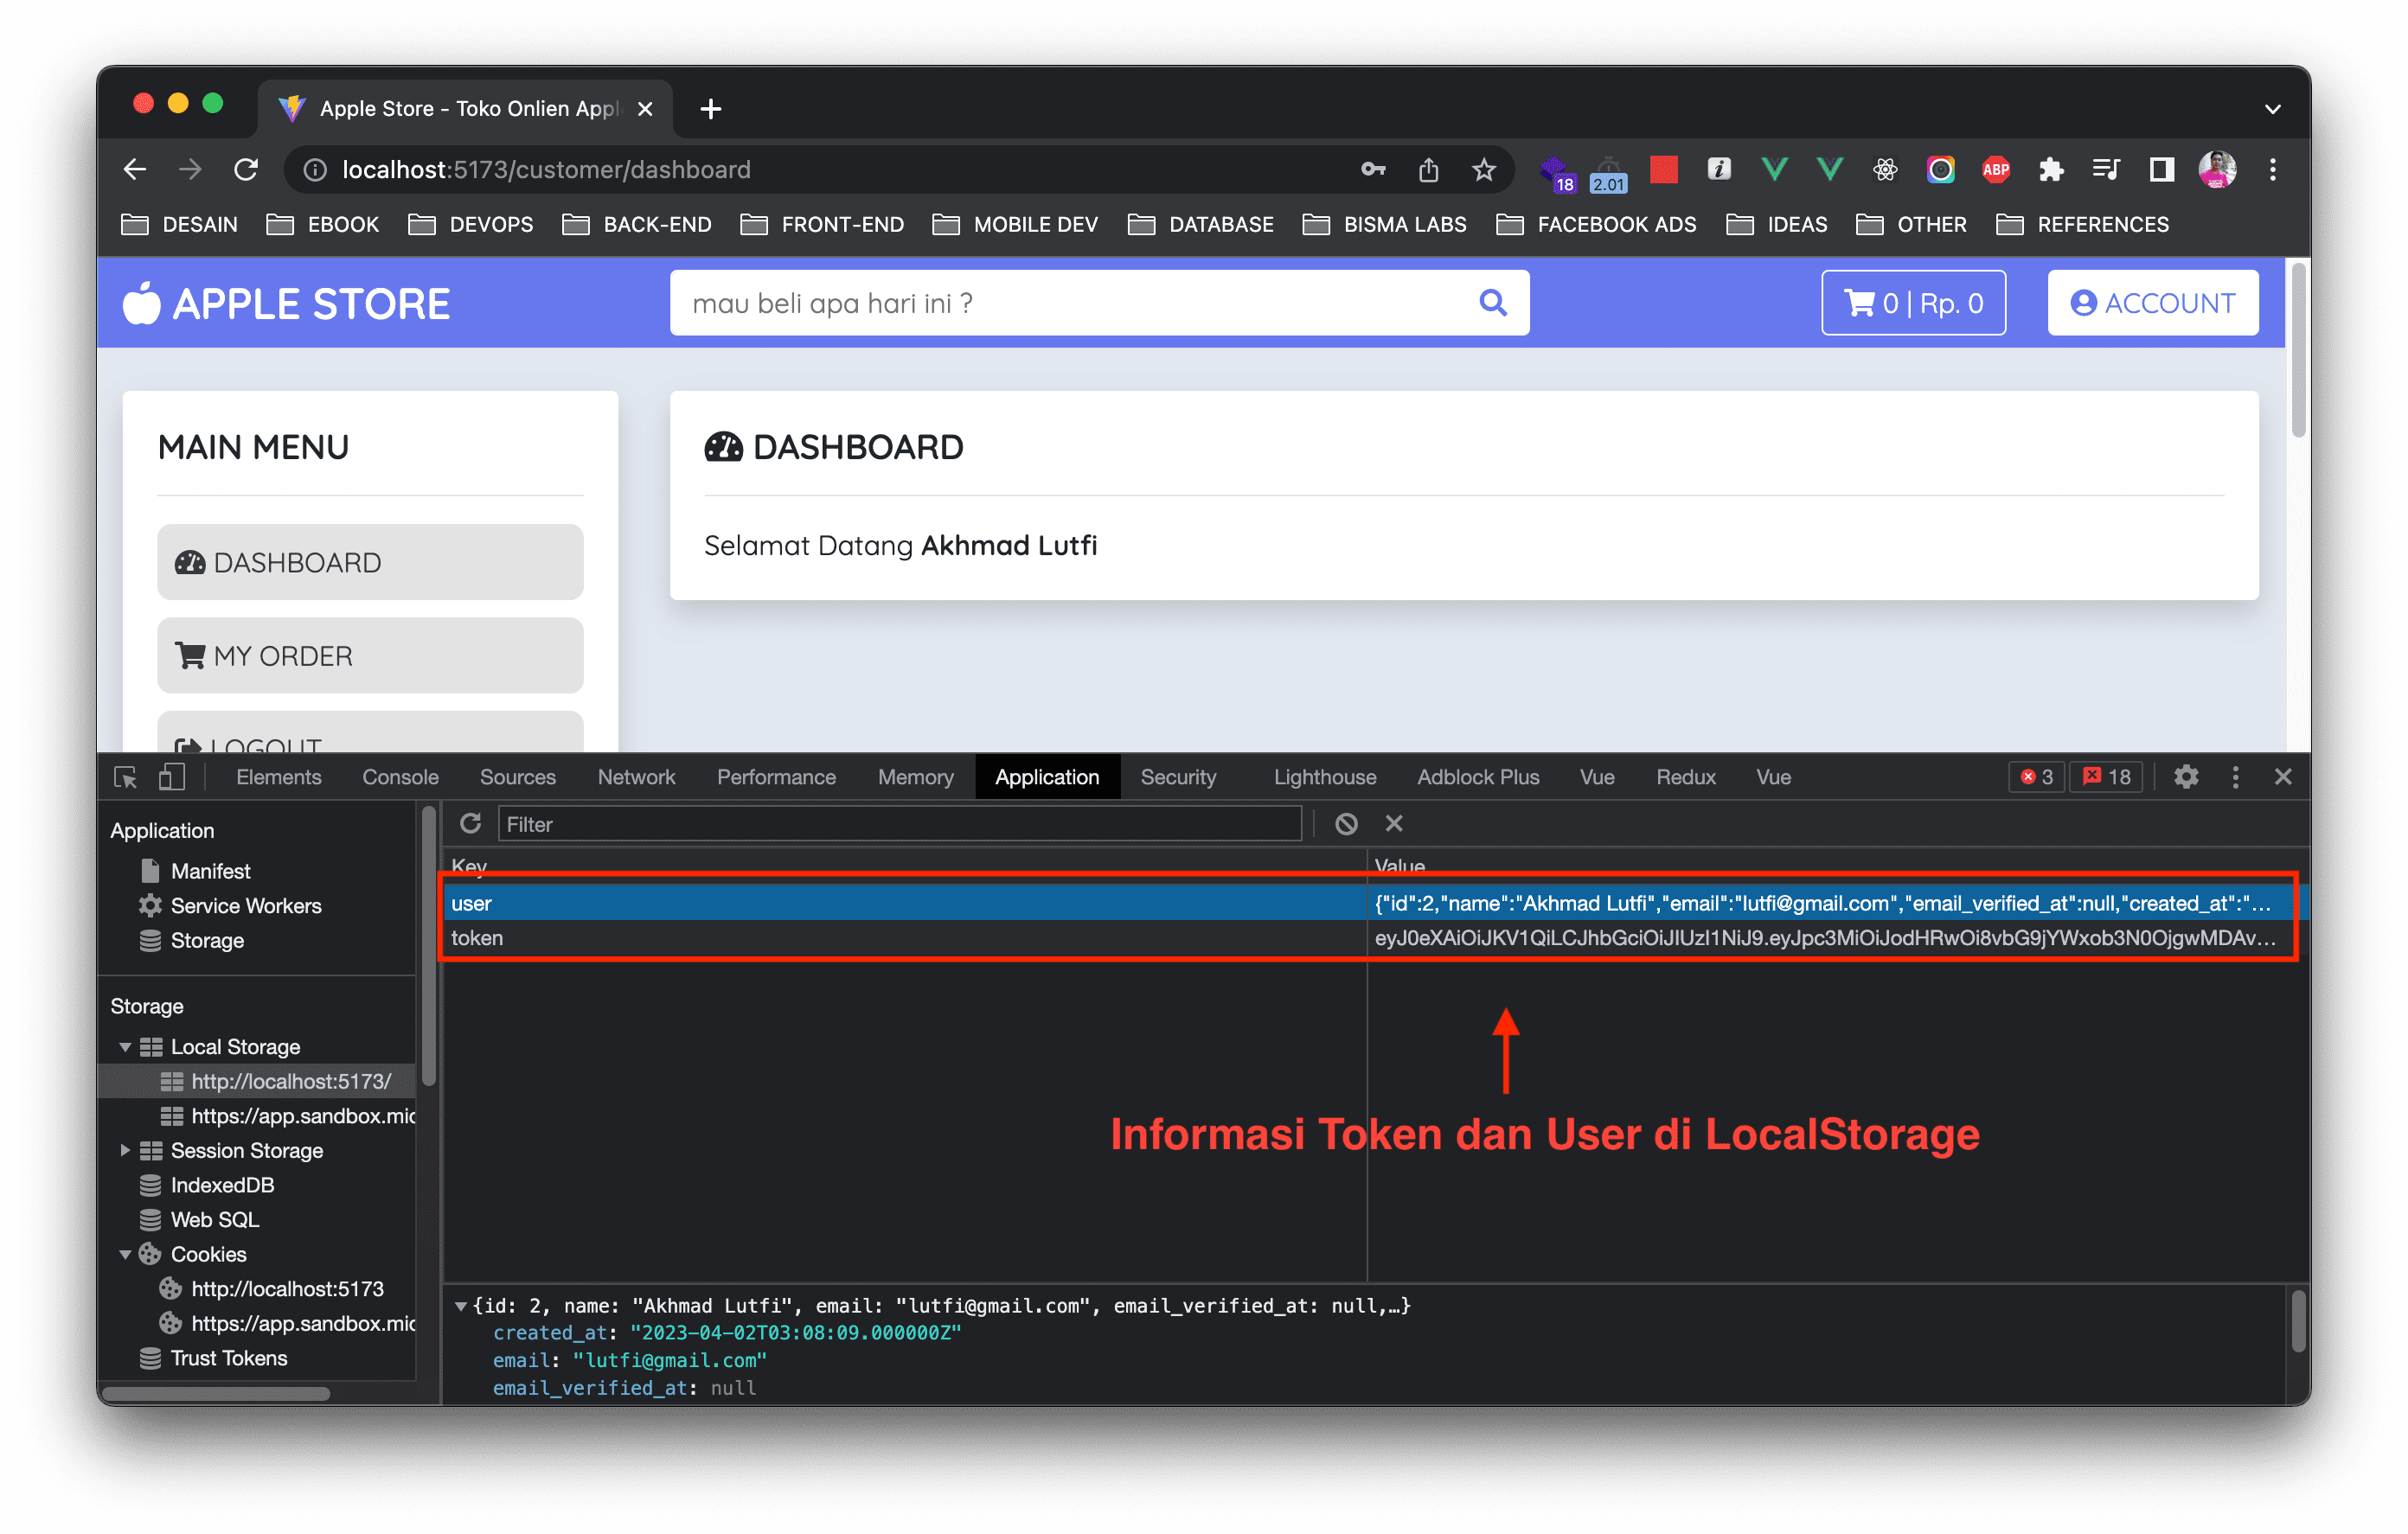 Apple Store - Toko Onlien Appl
localhost:5173/customer/dashboard
18
2.01
ABP
DESAIN
EBOOK
DEVOPS
BACK-END
FRONT-END
MOBILE DEV
DATABASE
BISMA LABS
FACEBOOK ADS
IDEAS
OTHER
REFERENCES
APPLE STORE
mau beli apa hari ini ?
0 | Rp. 0
ACCOUNT
MAIN MENU
DASHBOARD
MY ORDER
LOGOUT
DASHBOARD
Selamat Datang Akhmad Lutfi
Elements
Console
Sources
Network
Performance
Memory
Application
Security
Lighthouse
Adblock Plus
Vue
Redux
Vue
3
18
Application
Manifest
Service Workers
Storage
Storage
Local Storage
http://localhost:5173/
https://app.sandbox.mid
Session Storage
IndexedDB
Web SQL
Cookies
http://localhost:5173
https://app.sandbox.mid
Trust Tokens
Filter
Key
Value
user
{"id":2,"name":"Akhmad Lutfi","email":"lutfi@gmail.com","email_verified_at":null,"created_at":"...
token
eyJ0eXAiOiJKV1QiLCJhbGciOiJIUzI1NiJ9.eyJpc3MiOiJodHRwOi8vbG9jYWxob3N0OjgwMDAv...
Informasi Token dan User di LocalStorage
{id: 2, name: "Akhmad Lutfi", email: "lutfi@gmail.com", email_verified_at: null,…}
created_at: "2023-04-02T03:08:09.000000Z"
email: "lutfi@gmail.com"
email_verified_at: null